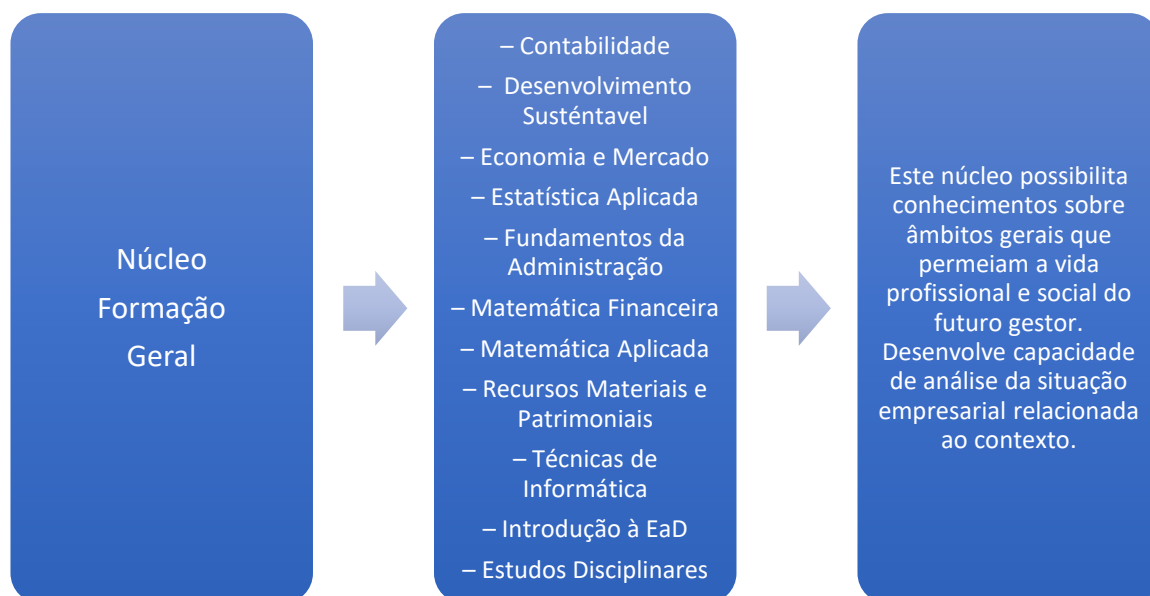 Núcleo
Formação
Geral
– Contabilidade
– Desenvolvimento
Susténtavel
– Economia e Mercado
– Estatística Aplicada
– Fundamentos da
Administração
– Matemática Financeira
– Matemática Aplicada
– Recursos Materiais e
Patrimoniais
– Técnicas de
Informática
– Introdução à EaD
– Estudos Disciplinares
Este núcleo possibilita
conhecimentos sobre
âmbitos gerais que
permeiam a vida
profissional e social do
futuro gestor.
Desenvolve capacidade
de análise da situação
empresarial relacionada
ao contexto.